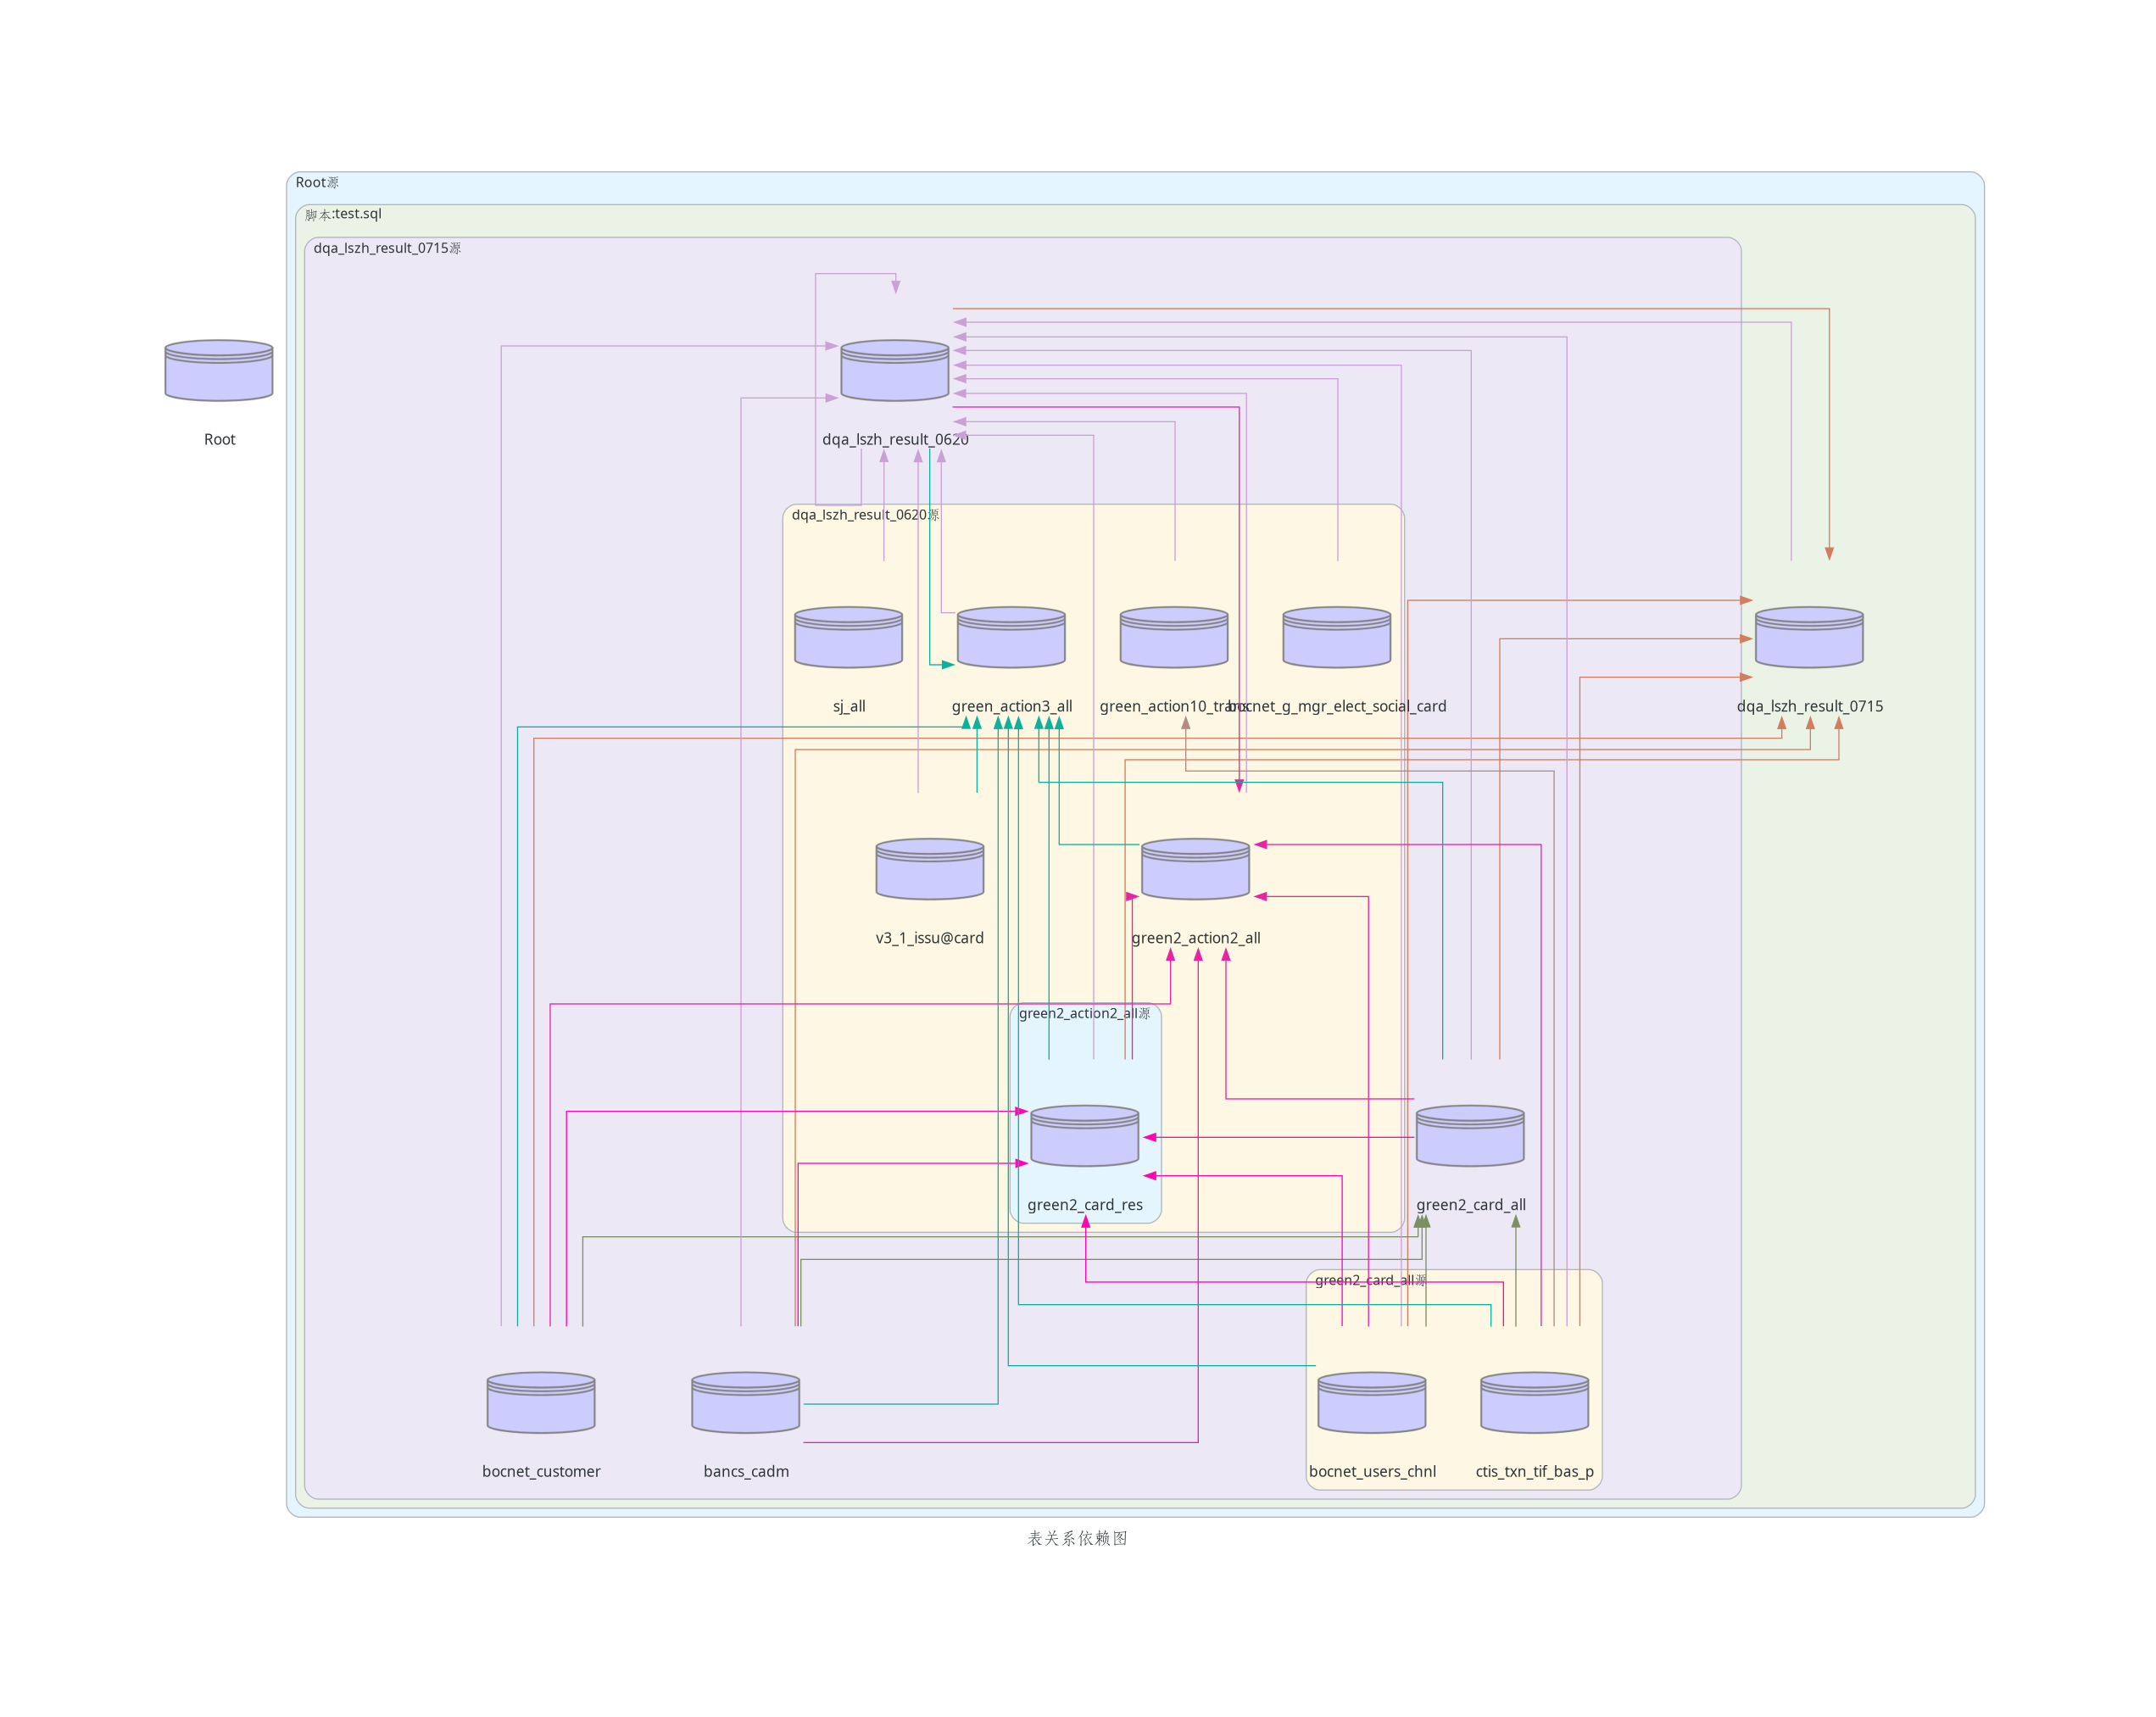 Root源
脚本:test.sql
dqa_lszh_result_0715源
Root
dqa_lszh_result_0620
dqa_lszh_result_0620源
sj_all
green_action3_all
green_action10_trans
bocnet_g_mgr_elect_social_card
dqa_lszh_result_0715
v3_1_issu@card
green2_action2_all
green2_action2_all源
green2_card_res
green2_card_all
green2_card_all源
bocnet_customer
bancs_cadm
bocnet_users_chnl
ctis_txn_tif_bas_p
表关系依赖图